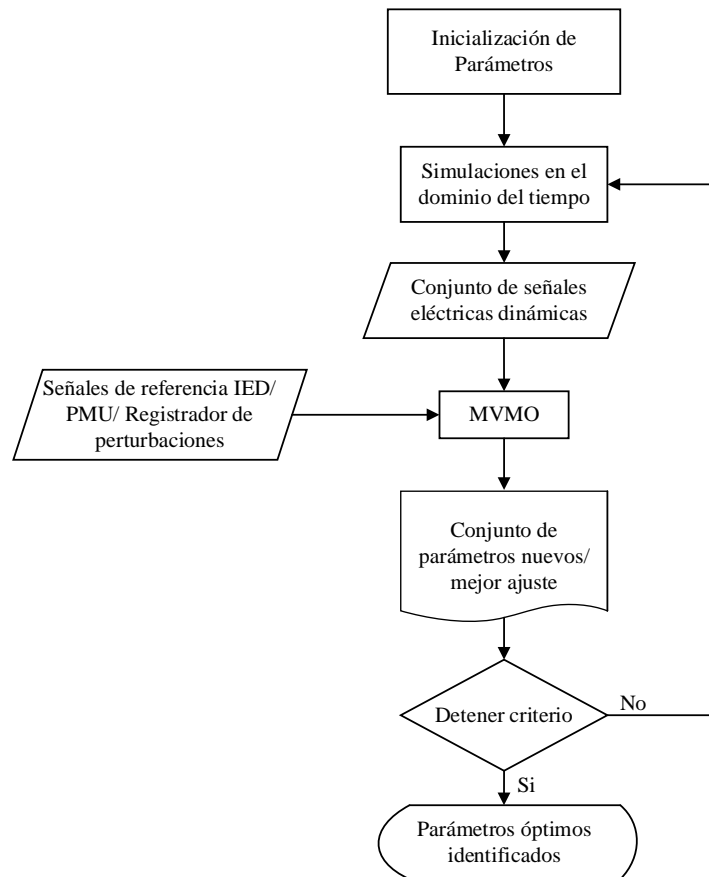 Inicialización de
Parámetros
Simulaciones en el
dominio del tiempo
Conjunto de señales
eléctricas dinámicas
Señales de referencia IED/
PMU/ Registrador de
perturbaciones
MVMO
Conjunto de
parámetros nuevos/
mejor ajuste
Detener criterio
No
Si
Parámetros óptimos
identificados